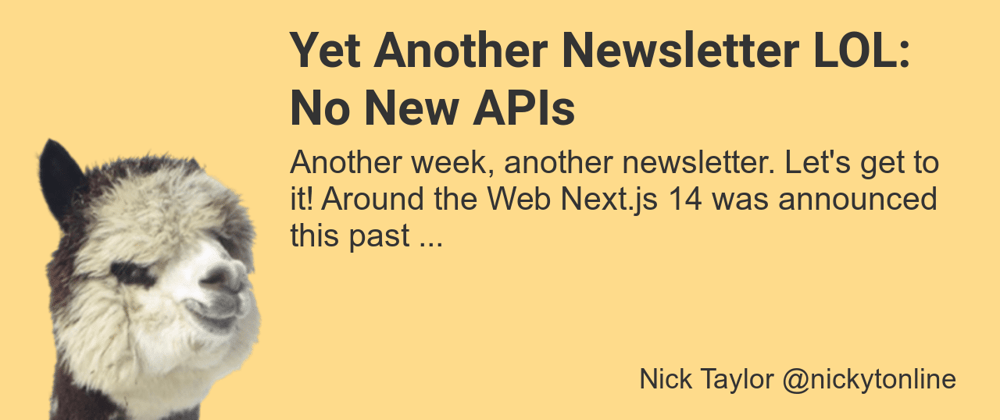 Yet Another Newsletter LOL:
No New APIs
Another week, another newsletter. Let's get to
it! Around the Web Next.js 14 was announced
this past ...
Nick Taylor @nickytonline